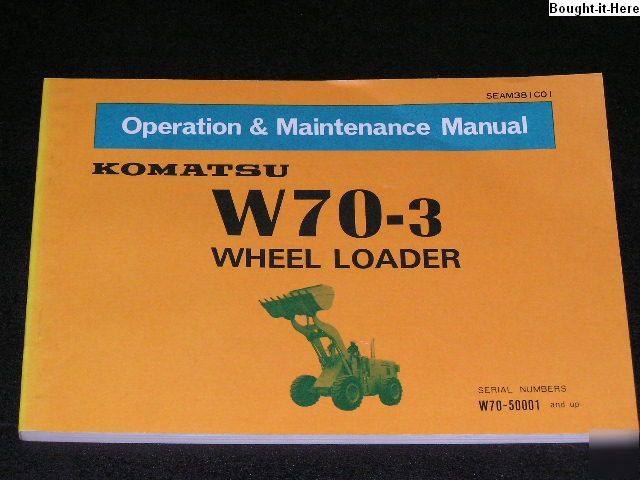 Bought-it-Here
SEAM381C01
Operation & Maintenance Manual
KOMATSU
W70-3
WHEEL LOADER
SERIAL NUMBERS
W70-50001 and up